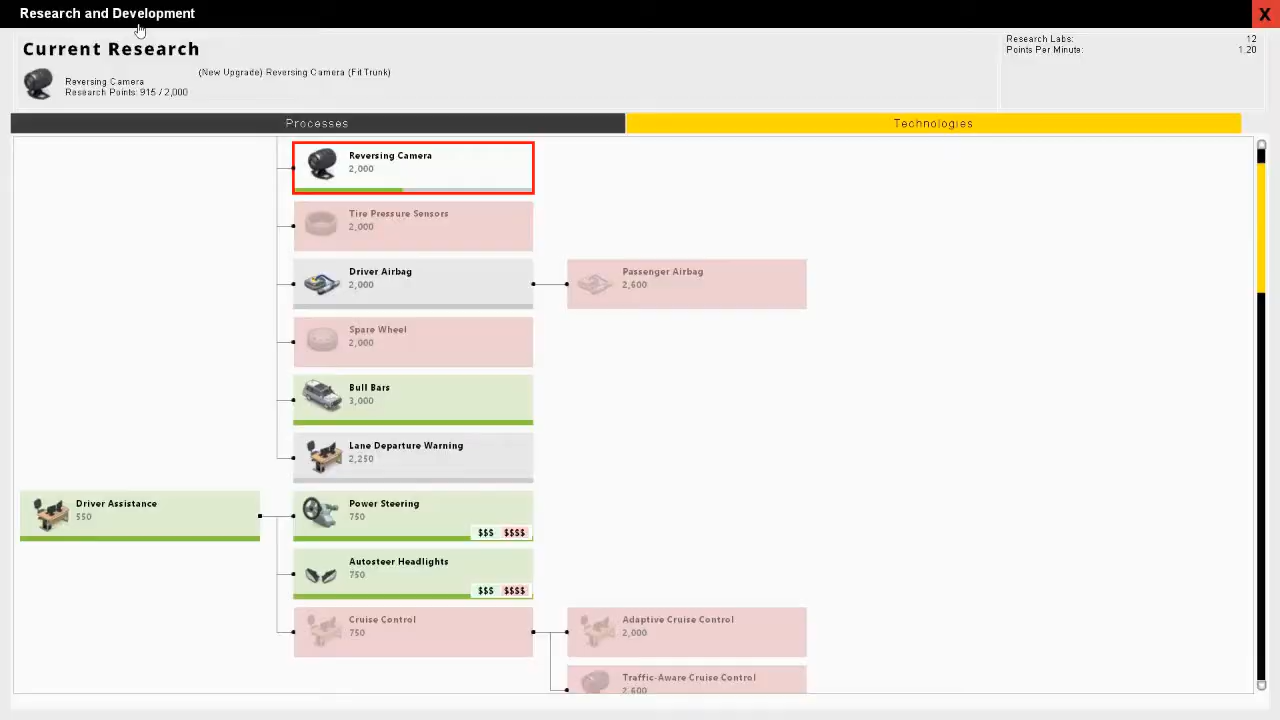 Research and Development
X
Current Research
Research Labs: 12
Points Per Minute: 1.20
(New Upgrade) Reversing Camera (Fit Trunk)
Reversing Camera
Research Points: 915 / 2,000
Processes
Technologies
Reversing Camera
2,000
Tire Pressure Sensors
2,000
Driver Airbag
2,000
Passenger Airbag
2,600
Spare Wheel
2,000
Bull Bars
3,000
Lane Departure Warning
2,250
Driver Assistance
550
Power Steering
750
$$$ $$$$
Autosteer Headlights
750
$$$ $$$$
Cruise Control
750
Adaptive Cruise Control
2,000
Traffic-Aware Cruise Control
2,600